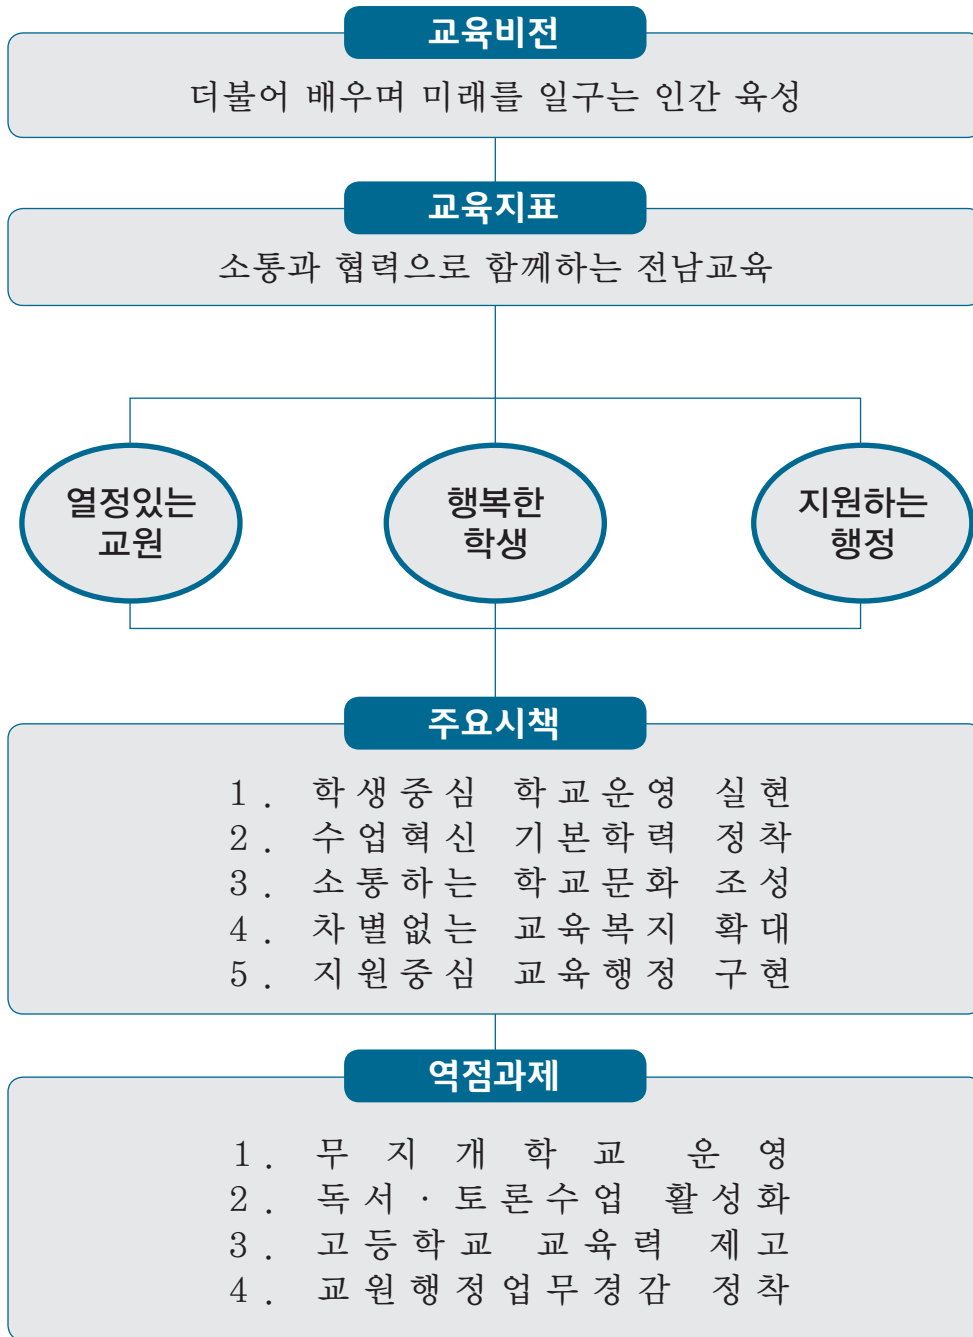 교육비전
더불어 배우며 미래를 일구는 인간 육성
교육지표
소통과 협력으로 함께하는 전남교육
열정있는
교원
행복한
학생
지원하는
행정
주요시책
1. 학생중심 학교운영 실현
2. 수업혁신 기본학력 정착
3. 소통하는 학교문화 조성
4. 차별없는 교육복지 확대
5. 지원중심 교육행정 구현
역점과제
1. 무지개학교 운영
2. 독서 · 토론수업 활성화
3. 고등학교 교육력 제고
4. 교원행정업무경감 정착